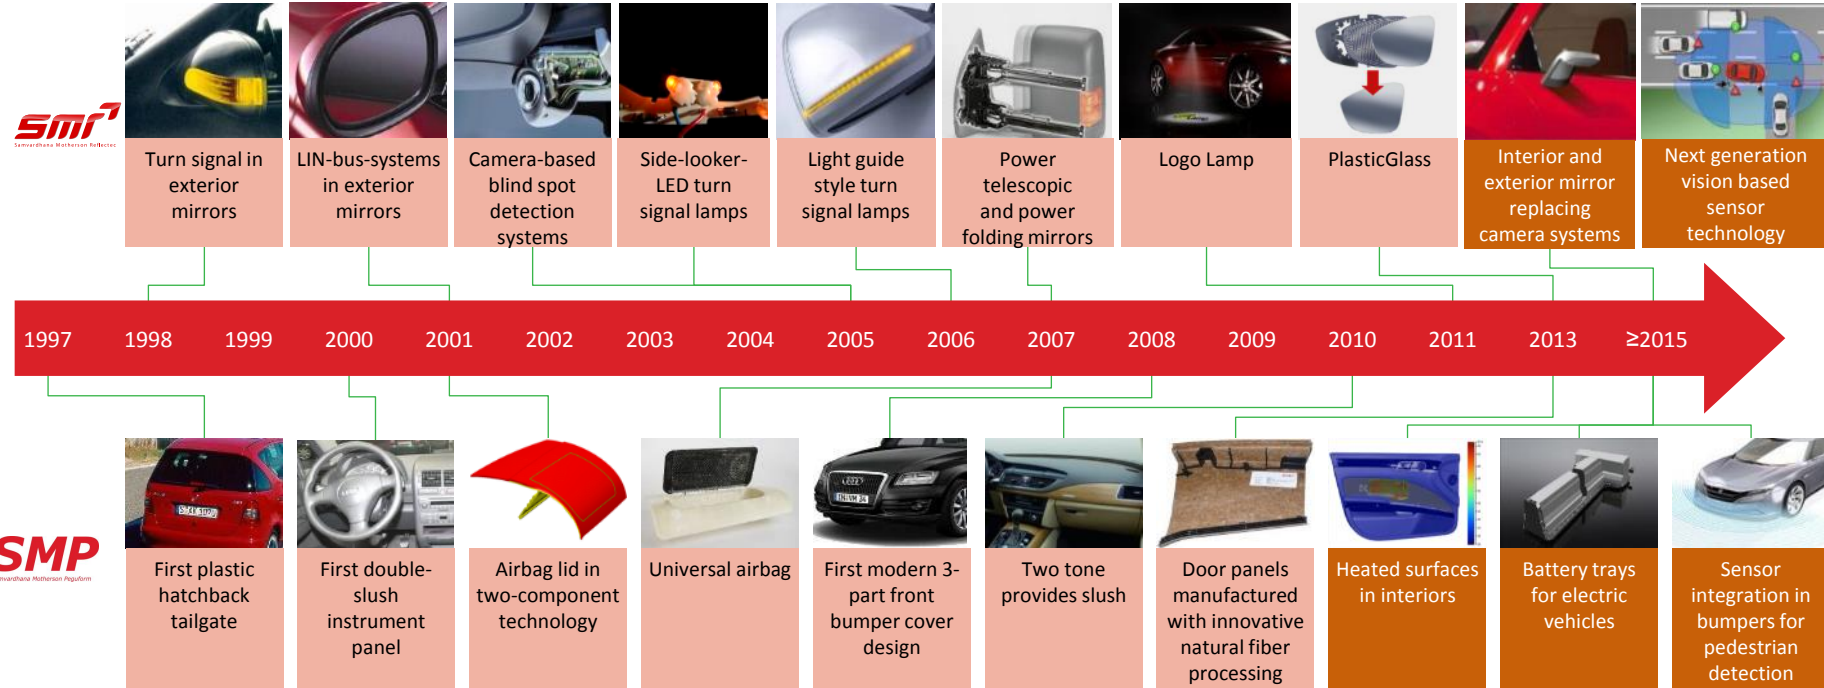 smr
Samvardhana Motherson Reflectec
Turn signal in
exterior
mirrors
LIN-bus-systems
in exterior
mirrors
Camera-based
blind spot
detection
systems
Side-looker-
LED turn
signal lamps
Light guide
style turn
signal lamps
Power
telescopic
and power
folding mirrors
Logo Lamp
PlasticGlass
Interior and
exterior mirror
replacing
camera systems
Next generation
vision based
sensor
technology
1997 1998 1999 2000 2001 2002 2003 2004 2005 2006 2007 2008 2009 2010 2011 2013 ≥2015
SMP
amvardhana Motherson Peguform
First plastic
hatchback
tailgate
First double-
slush
instrument
panel
Airbag lid in
two-component
technology
Universal airbag
First modern 3-
part front
bumper cover
design
Two tone
provides slush
Door panels
manufactured
with innovative
natural fiber
processing
Heated surfaces
in interiors
Battery trays
for electric
vehicles
Sensor
integration in
bumpers for
pedestrian
detection